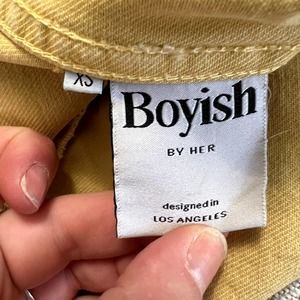 XS
Boyish
BY HER
designed in
LOS ANGELES